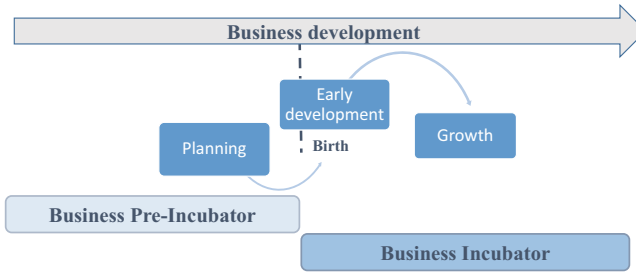 Business development
Early
development
Planning
Birth
Growth
Business Pre-Incubator
Business Incubator